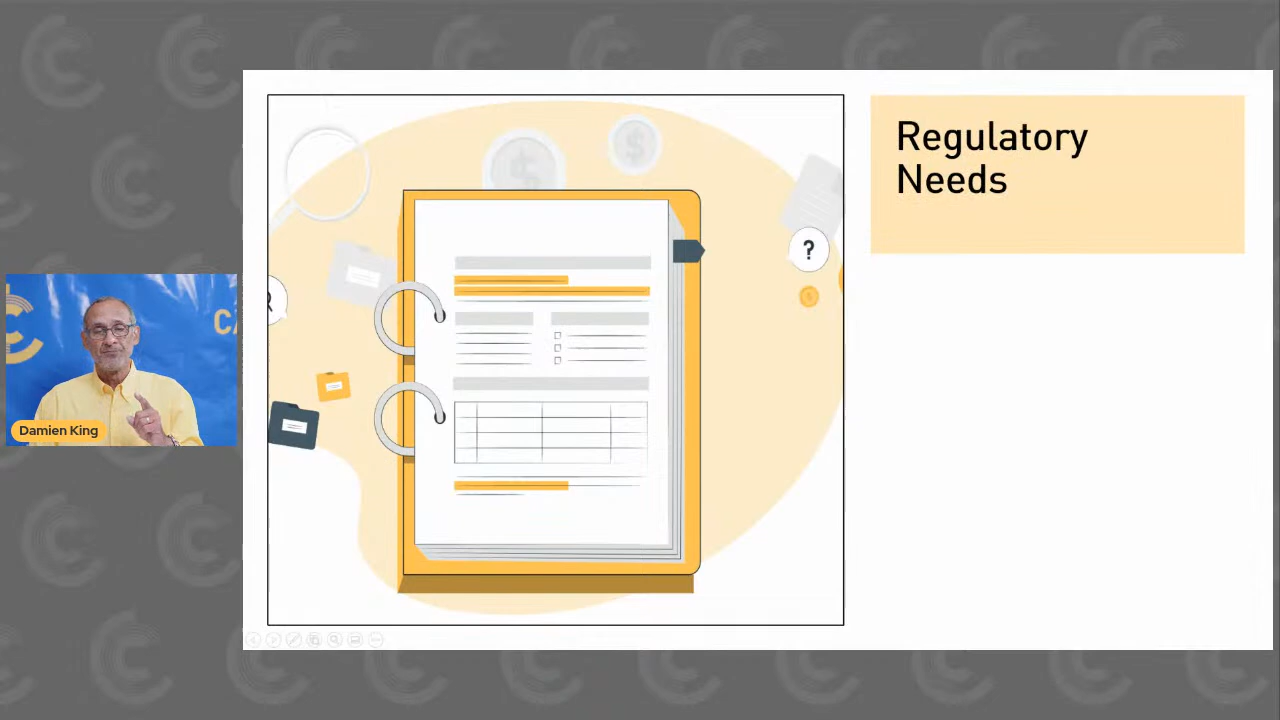 Regulatory
Needs
?
$
$
Damien King